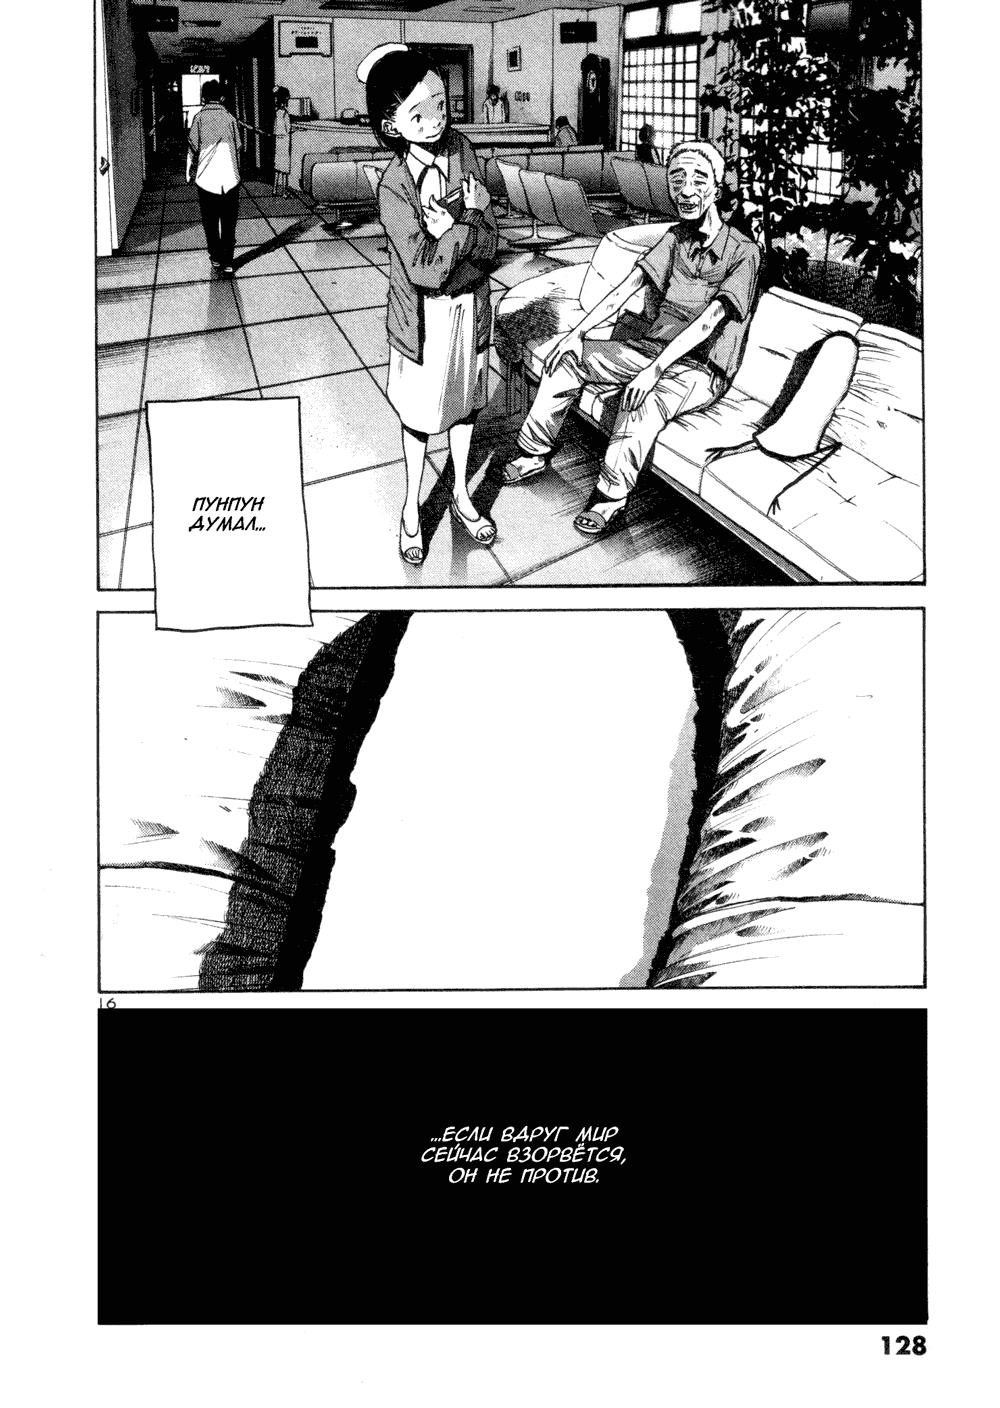 ПУНПУН
ДУМАЛ...
16
...ЕСЛИ ВДРУГ МИР
СЕЙЧАС ВЗОРВЁТСЯ,
ОН НЕ ПРОТИВ.
128